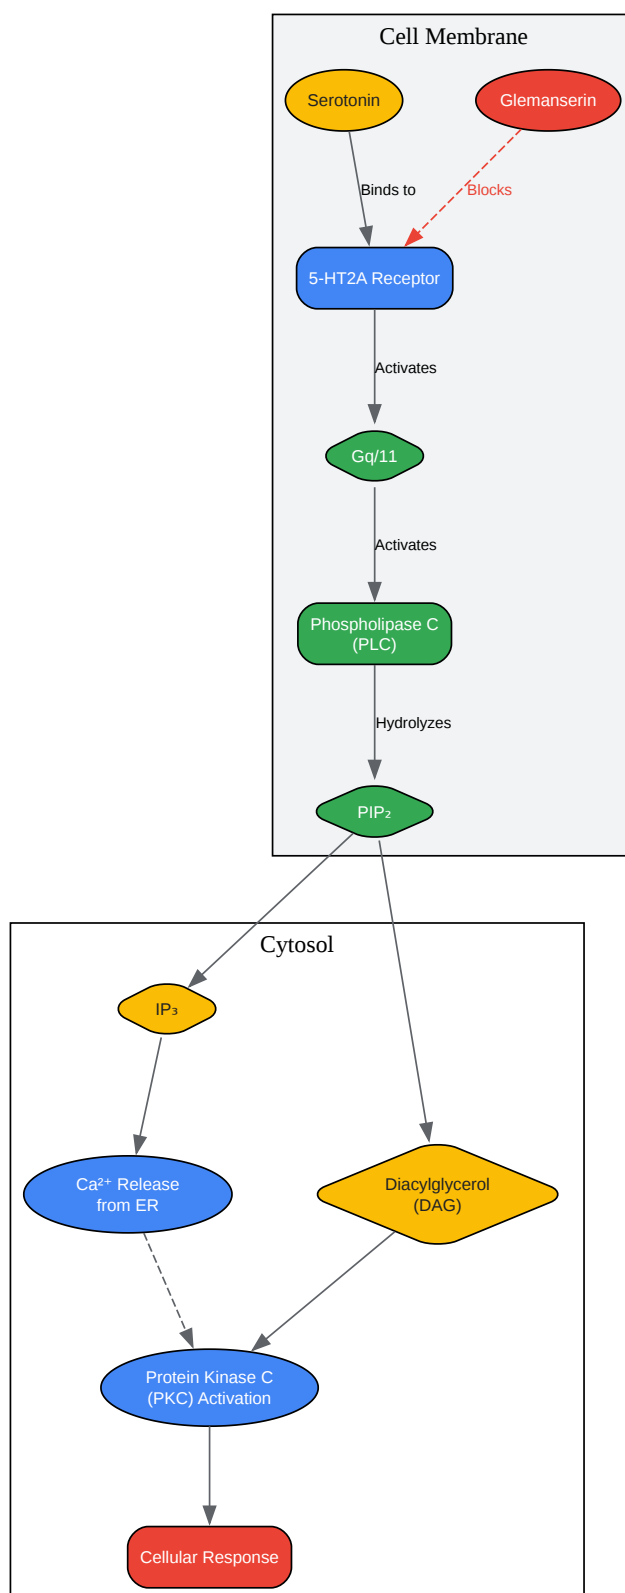 Cell Membrane
Serotonin
Glemanserin
Binds to
Blocks
5-HT2A Receptor
Activates
Gq/11
Activates
Phospholipase C
(PLC)
Hydrolyzes
PIP₂
Cytosol
IP₃
Ca²⁺ Release
from ER
Diacylglycerol
(DAG)
Protein Kinase C
(PKC) Activation
Cellular Response